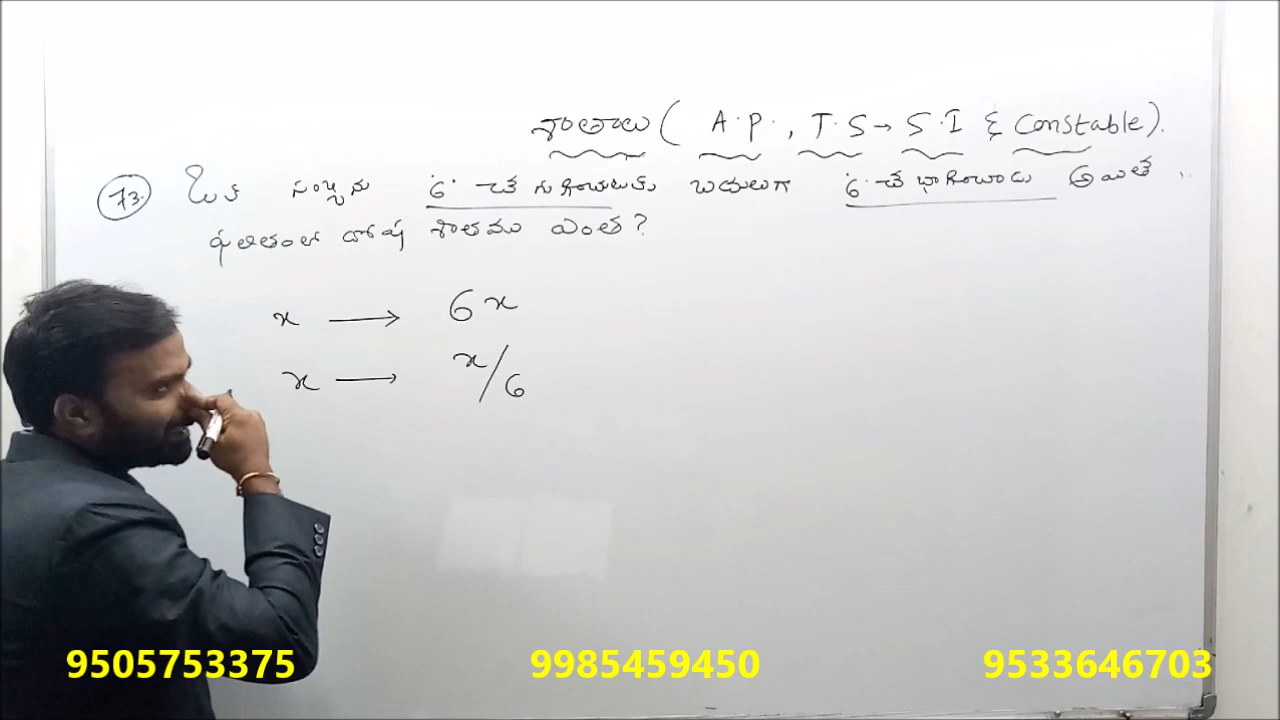 శాతాలు ( A.P., T.S → S.I & Constable).
73. ఒక సంఖ్యను '6' చే గుణించుటకు బదులుగా '6' చే భాగించాడు అయితే ..
ఫలితంలో దోష శాతము ఎంత ?
x → 6x
x → x/6
9505753375 9985459450 9533646703